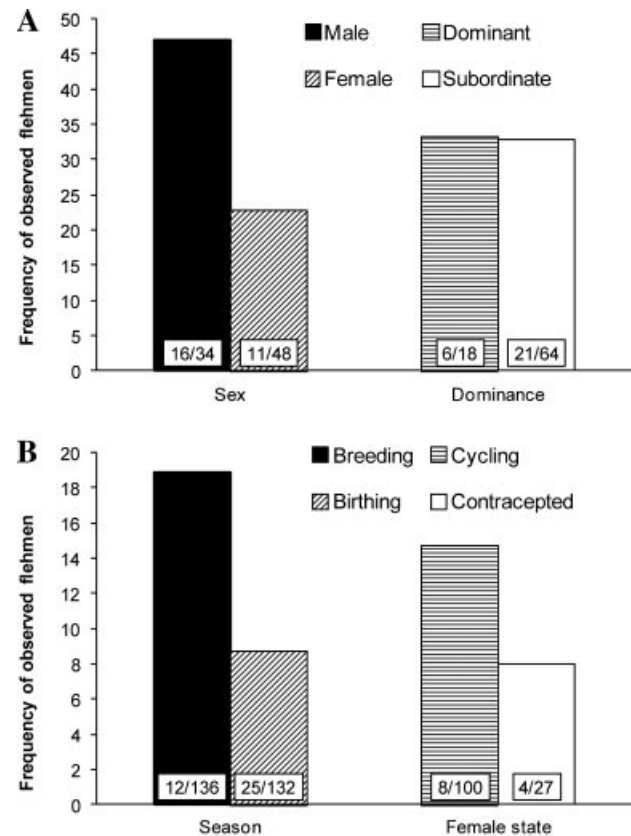 A
Frequency of observed flehmen
50
45
40
35
30
25
20
15
10
5
0
Male
Dominant
Female
Subordinate
16/34
11/48
6/18
21/64
Sex
Dominance
B
Frequency of observed flehmen
20
18
16
14
12
10
8
6
4
2
0
Breeding
Cycling
Birthing
Contracepted
12/136
25/132
8/100
4/27
Season
Female state